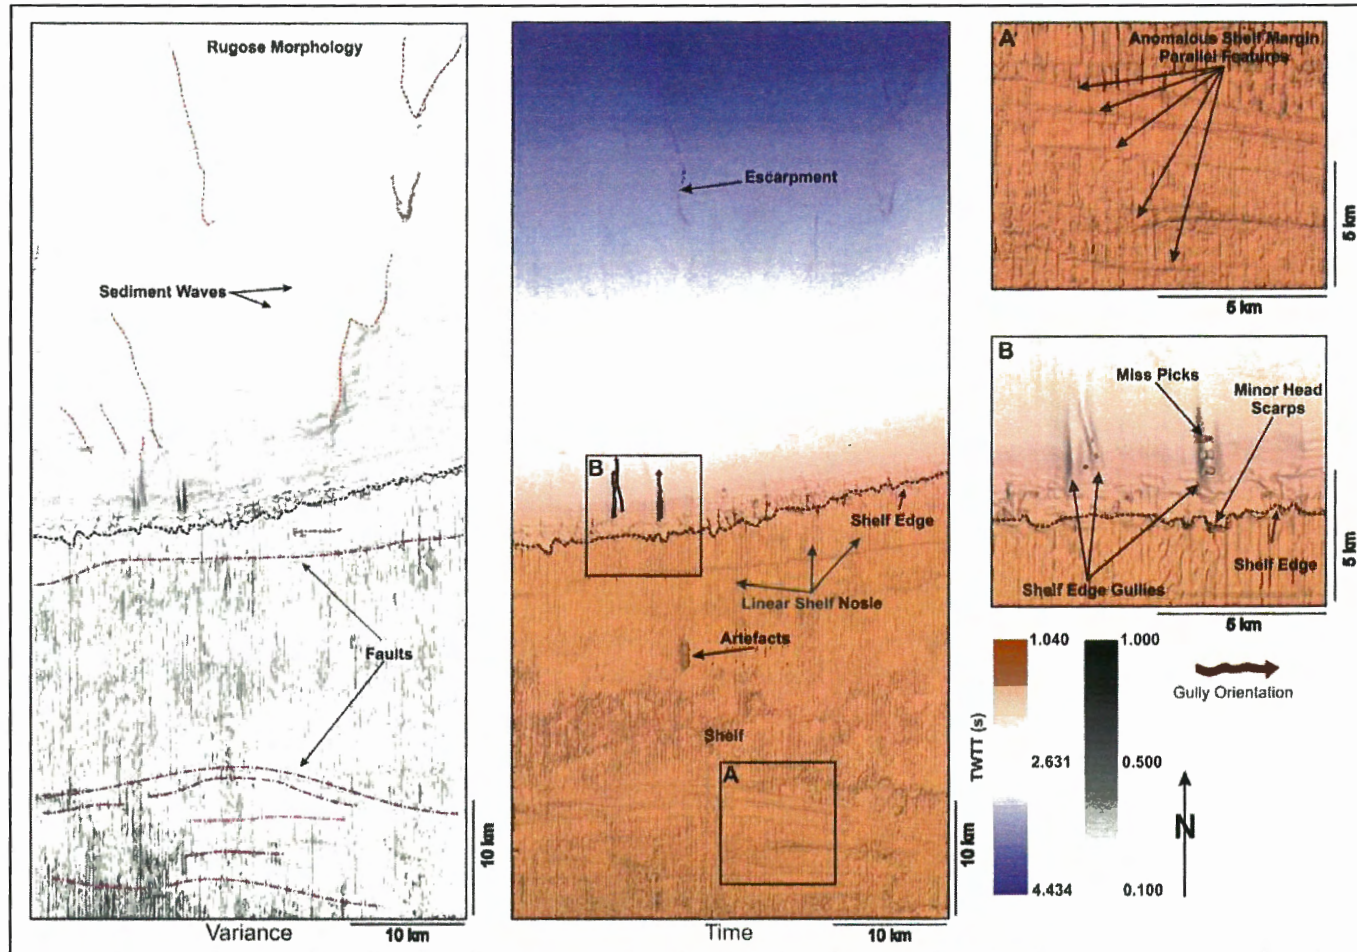 Rugose Morphology
Sediment Waves
Faults
Variance
10 km
10 km
Escarpment
B
Shelf Edge
Linear Shelf Nosie
Artefacts
Shelf
A
Time
10 km
10 km
A
Anomalous Shelf Margin
Parallel Features
5 km
5 km
B
Miss Picks
Minor Head
Scarps
Shelf Edge
Shelf Edge Gullies
5 km
5 km
TWTT (s)
1.040
2.631
4.434
1.000
0.500
0.100
Gully Orientation
N